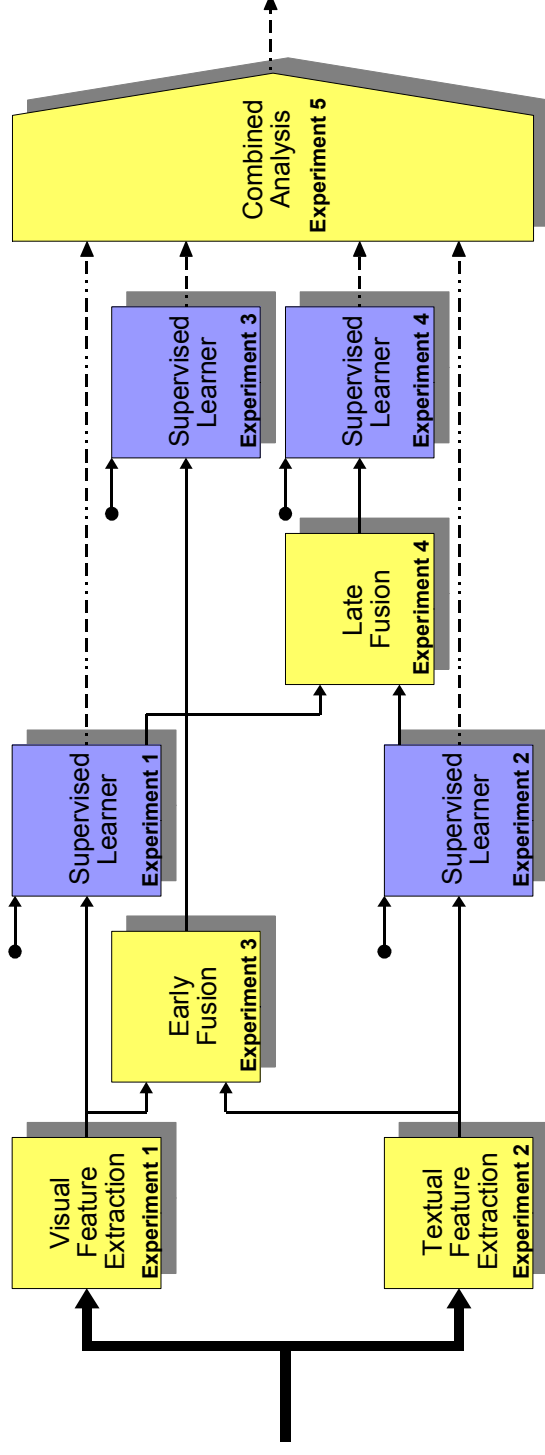 Visual
Feature
Extraction
Experiment 1
Textual
Feature
Extraction
Experiment 2
Early
Fusion
Experiment 3
Supervised
Learner
Experiment 1
Supervised
Learner
Experiment 2
Late
Fusion
Experiment 4
Supervised
Learner
Experiment 3
Supervised
Learner
Experiment 4
Combined
Analysis
Experiment 5